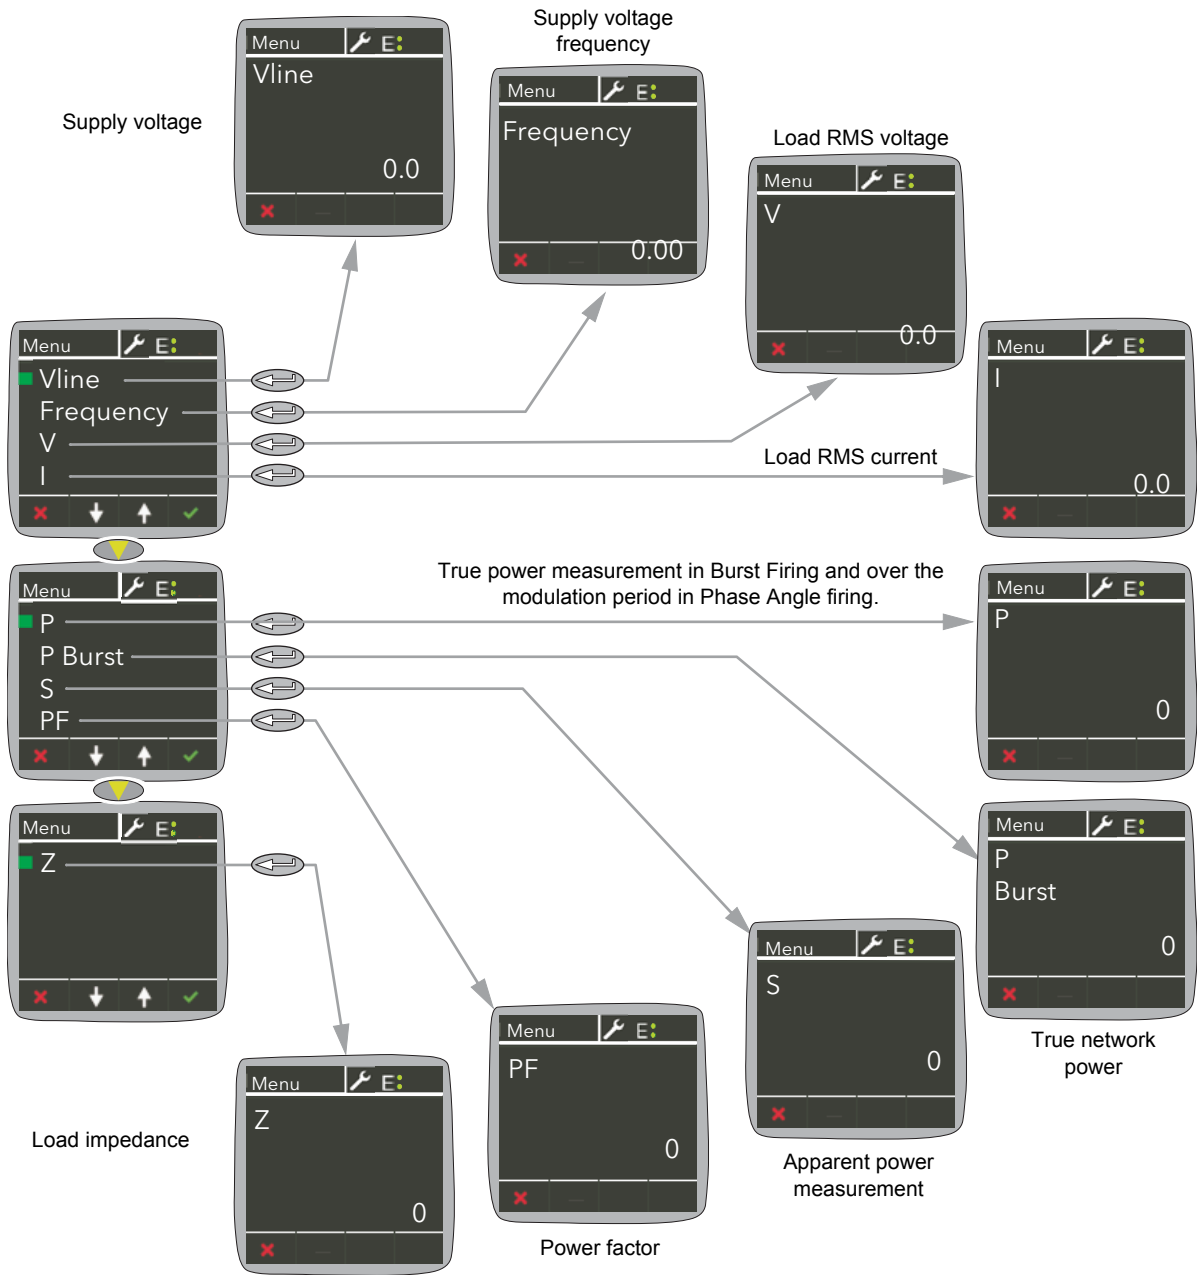 Supply voltage
Menu E:
Vline
0.0
Supply voltage
frequency
Menu E:
Frequency
0.00
Load RMS voltage
Menu E:
V
0.0
Menu E:
Vline
Frequency
V
I
Load RMS current
Menu E:
I
0.0
Menu E:
P
P Burst
S
PF
True power measurement in Burst Firing and over the
modulation period in Phase Angle firing.
Menu E:
P
0
Menu E:
P
Burst
0
True network
power
Menu E:
S
0
Apparent power
measurement
Menu E:
PF
0
Power factor
Menu E:
Z
Load impedance
Menu E:
Z
0